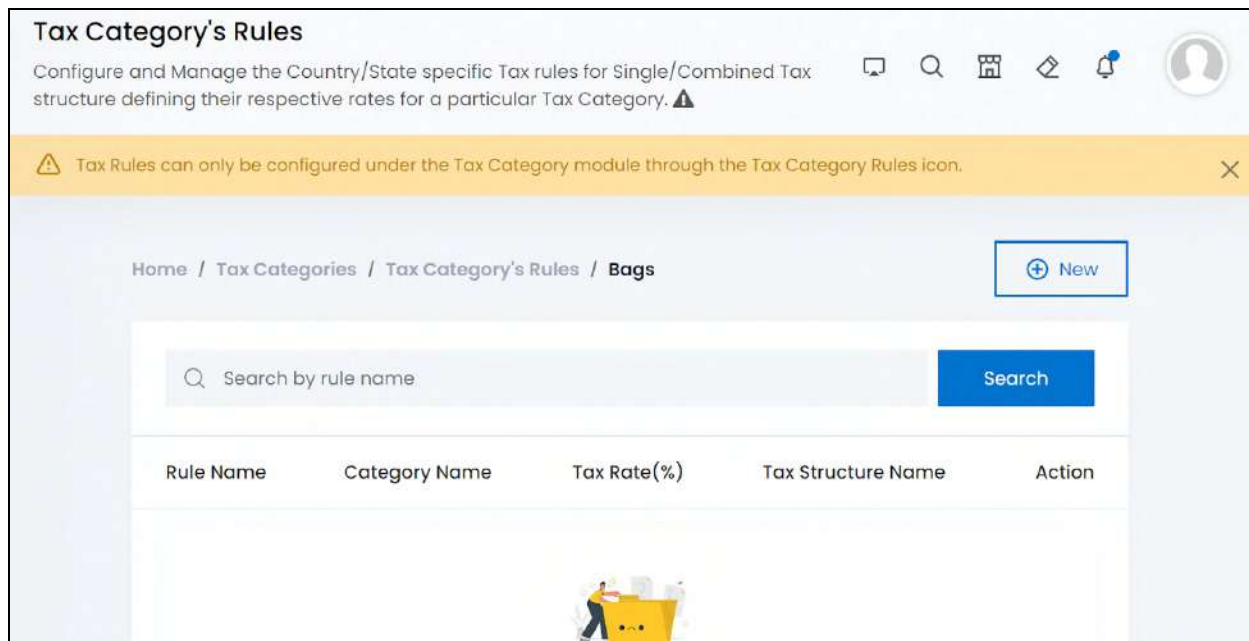 Tax Category's Rules
Configure and Manage the Country/State specific Tax rules for Single/Combined Tax
structure defining their respective rates for a particular Tax Category.
Tax Rules can only be configured under the Tax Category module through the Tax Category Rules icon.
Home / Tax Categories / Tax Category's Rules / Bags
New
Search by rule name
Search
Rule Name Category Name Tax Rate(%) Tax Structure Name Action